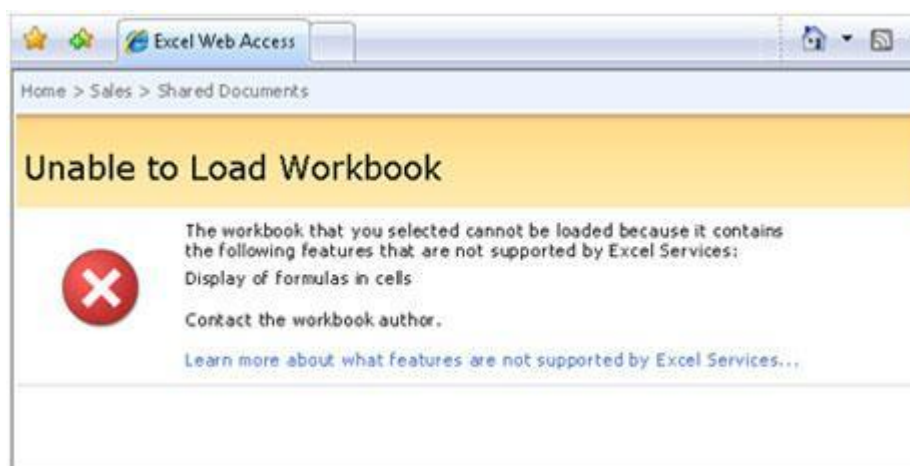 Excel Web Access
Home > Sales > Shared Documents
Unable to Load Workbook
The workbook that you selected cannot be loaded because it contains
the following features that are not supported by Excel Services:
Display of formulas in cells
Contact the workbook author.
Learn more about what features are not supported by Excel Services...